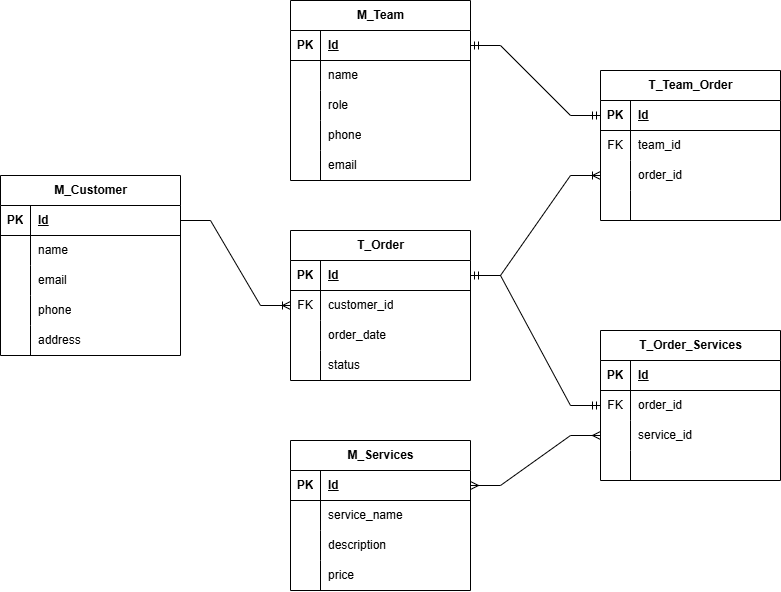 M_Team
PK Id
name
role
phone
email
T_Team_Order
PK Id
FK team_id
order_id
M_Customer
PK Id
name
email
phone
address
T_Order
PK Id
FK customer_id
order_date
status
T_Order_Services
PK Id
FK order_id
service_id
M_Services
PK Id
service_name
description
price